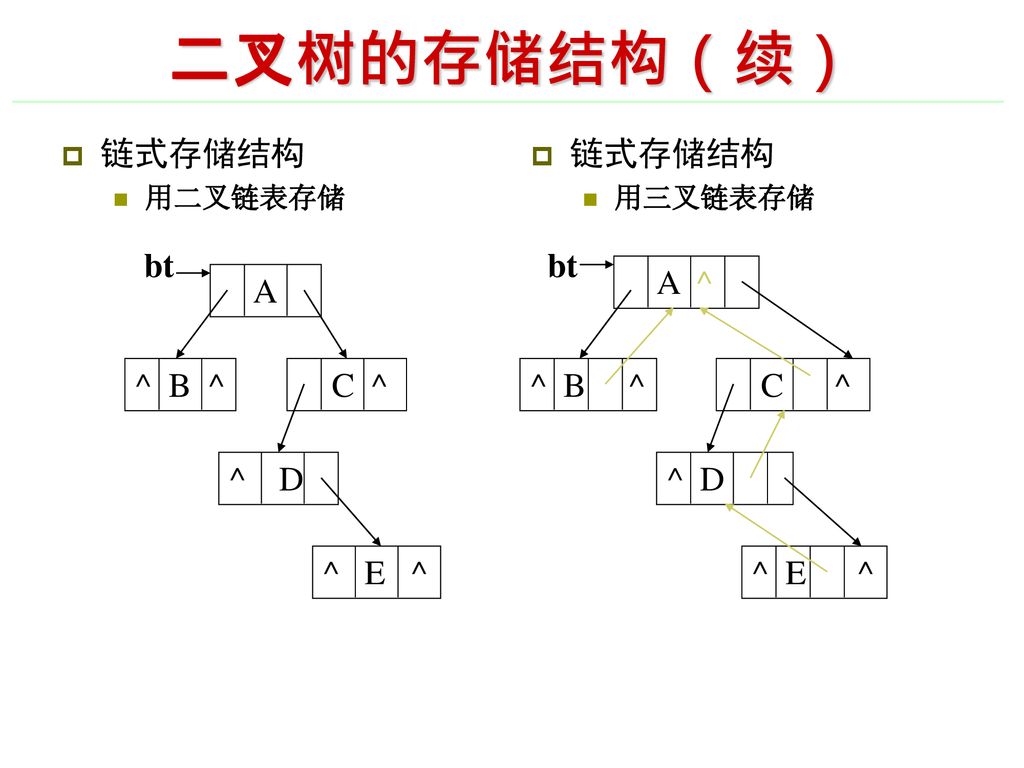 二叉树的存储结构（续）
链式存储结构
用二叉链表存储
bt
A
^ B ^
C ^
^ D
^ E ^
链式存储结构
用三叉链表存储
bt
A ^
^ B ^
C ^
^ D
^ E ^